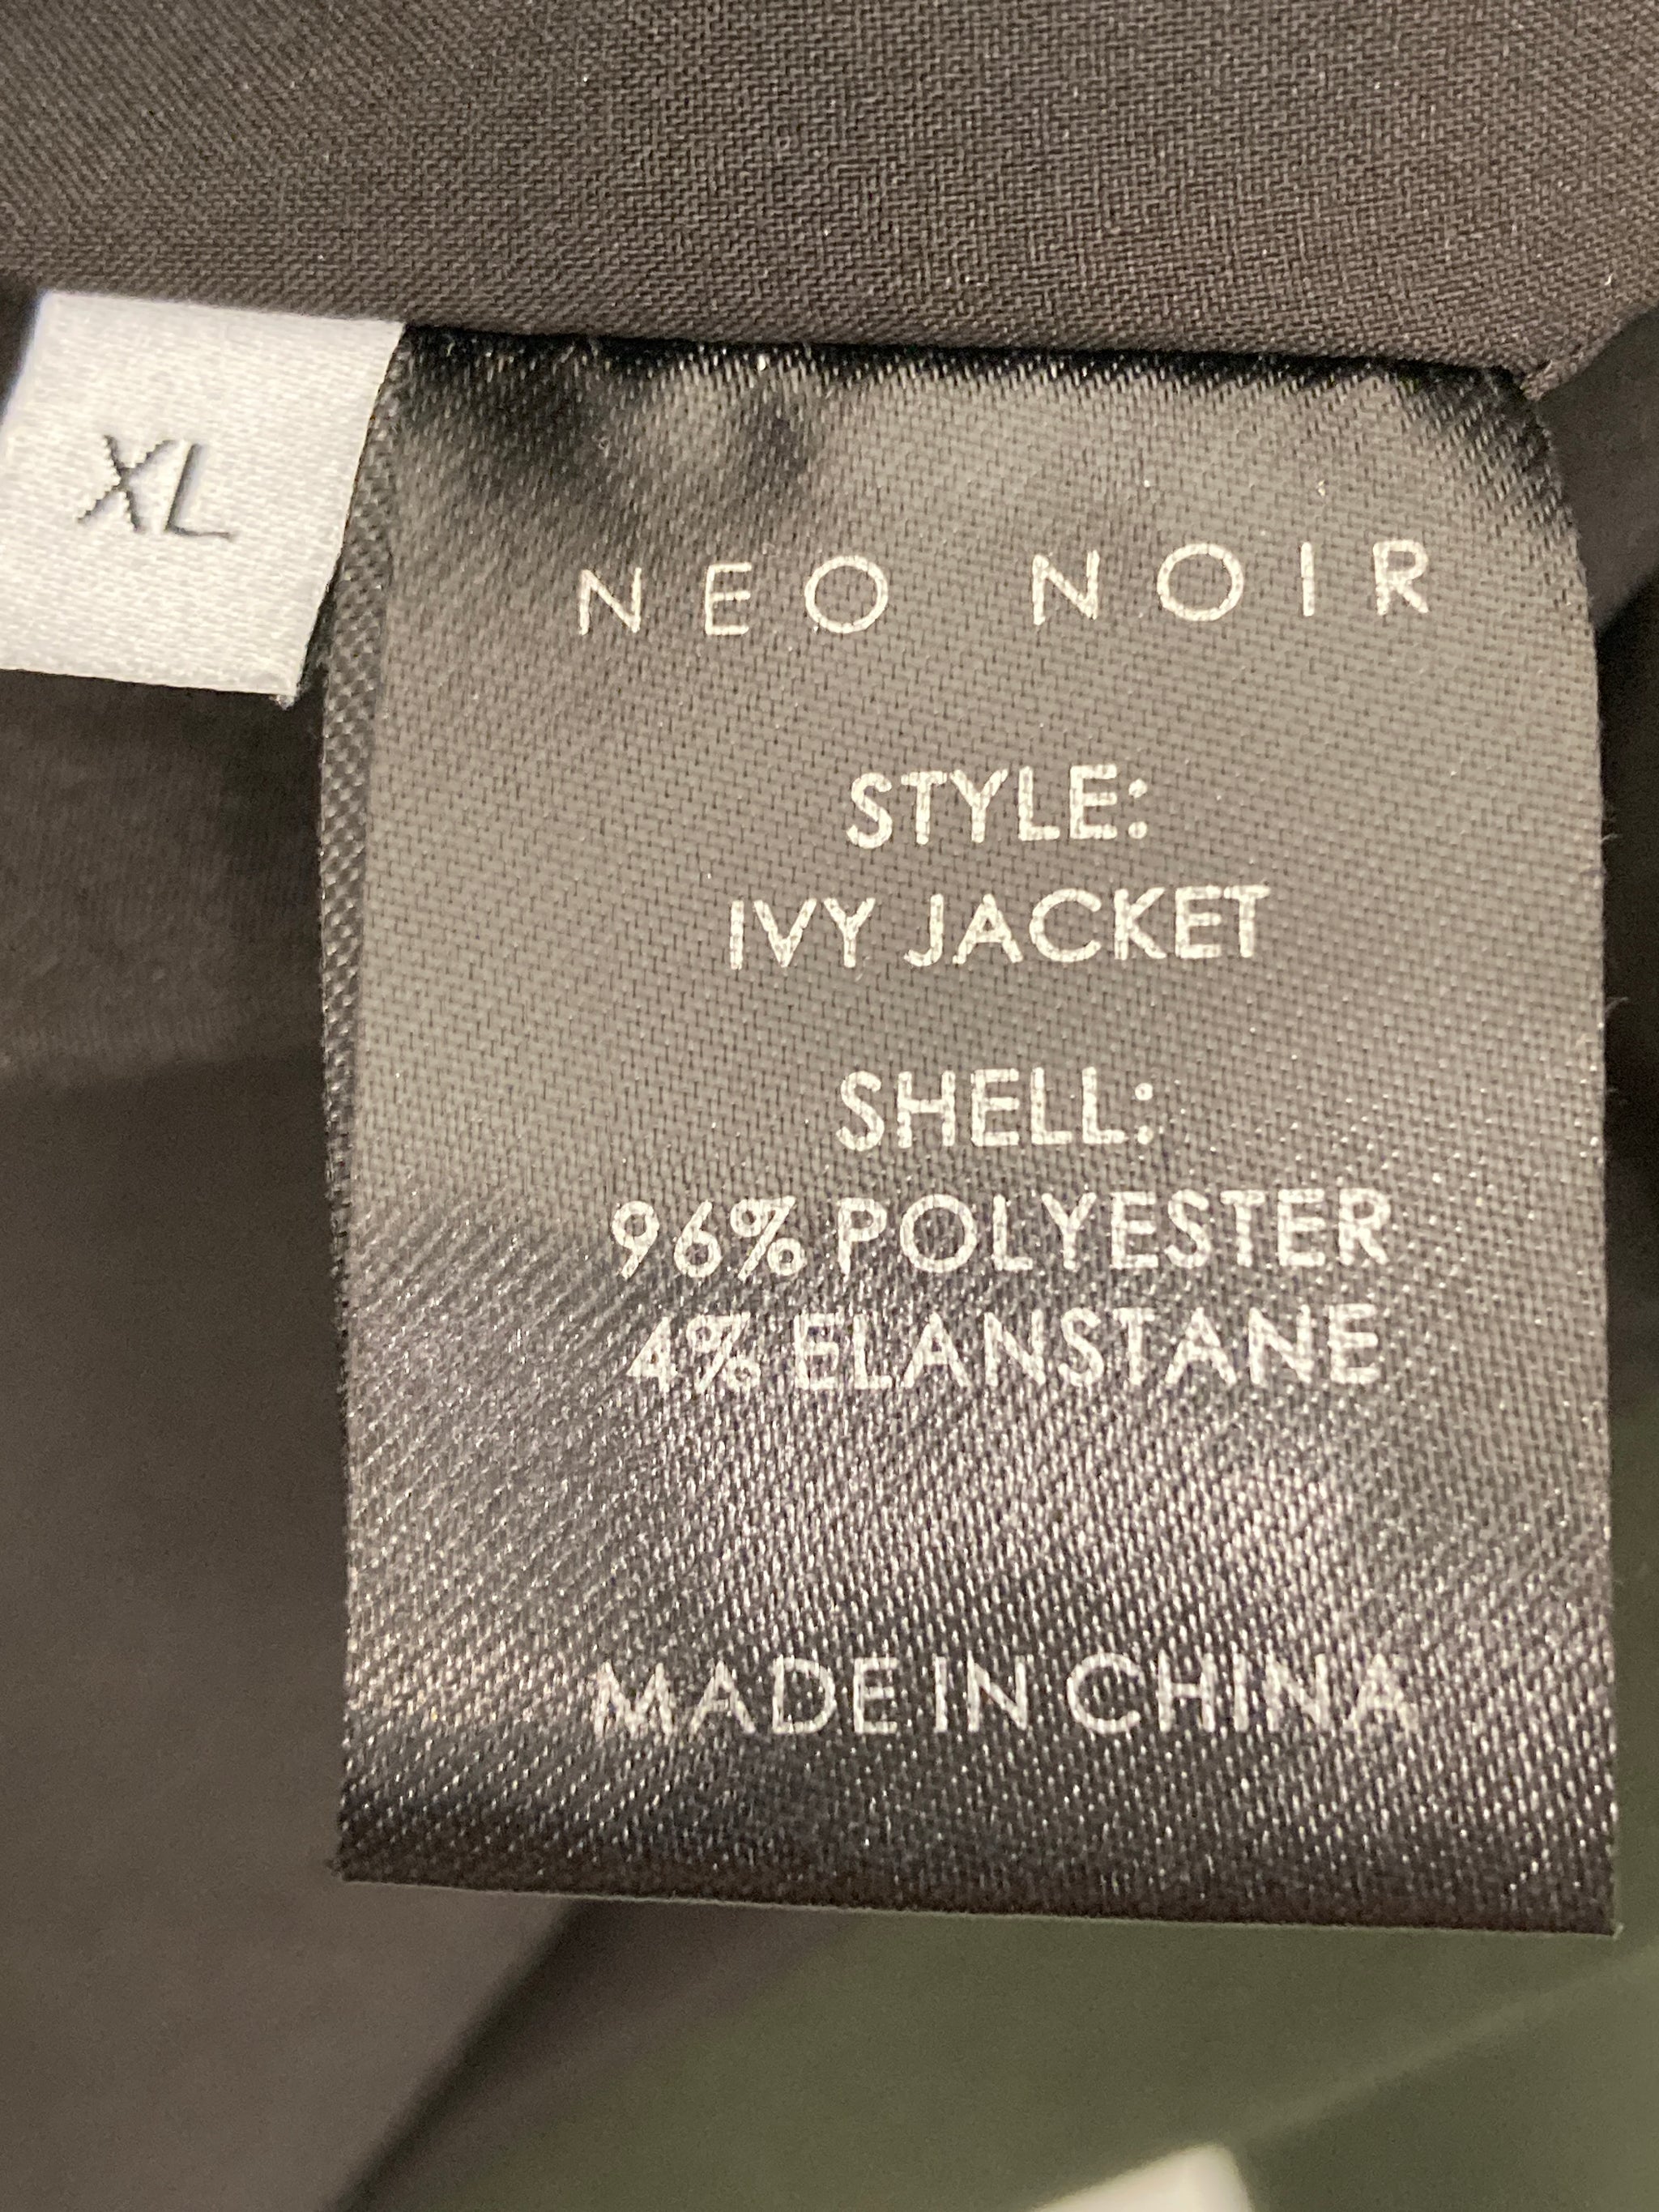 XL
NEO NOIR
STYLE:
IVY JACKET
SHELL:
96% POLYESTER
4% ELANSTANE
MADE IN CHINA